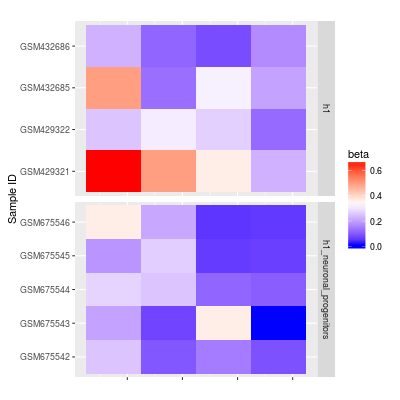 GSM432686
GSM432685
GSM429322
GSM429321
h1
Sample ID
GSM675546
GSM675545
GSM675544
GSM675543
GSM675542
h1_neuronal_progenitors
beta
0.6
0.4
0.2
0.0